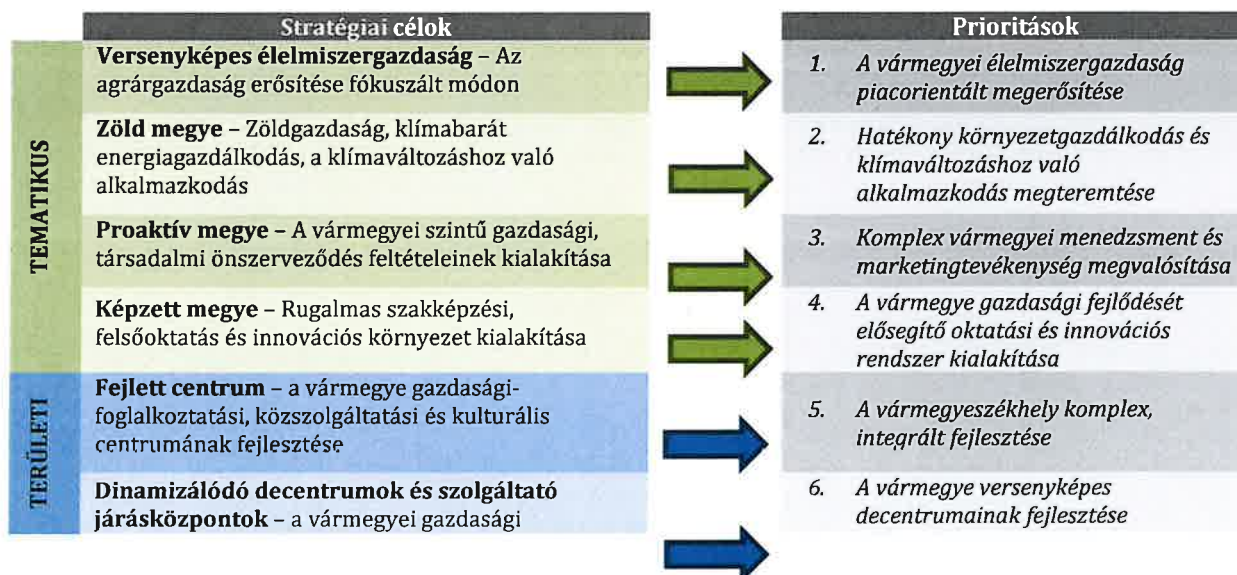 Stratégiai célok
TEMATIKUS
Versenyképes élelmiszergazdaság – Az
agrárgazdaság erősítése fókuszált módon
Zöld megye – Zöldgazdaság, klímabarát
energiagazdálkodás, a klímaváltozáshoz való
alkalmazkodás
Proaktív megye – A vármegyei szintű gazdasági,
társadalmi önszerveződés feltételeinek kialakítása
Képzett megye – Rugalmas szakképzési,
felsőoktatás és innovációs környezet kialakítása
TERÜLETI
Fejlett centrum – a vármegye gazdasági-
foglalkoztatási, közszolgáltatási és kulturális
centrumának fejlesztése
Dinamizálódó decentrumok és szolgáltató
járásközpontok – a vármegyei gazdasági
Prioritások
1. A vármegyei élelmiszergazdaság
piacorientált megerősítése
2. Hatékony környezetgazdálkodás és
klímaváltozáshoz való
alkalmazkodás megteremtése
3. Komplex vármegyei menedzsment és
marketingtevékenység megvalósítása
4. A vármegye gazdasági fejlődését
elősegítő oktatási és innovációs
rendszer kialakítása
5. A vármegyeszékhely komplex,
integrált fejlesztése
6. A vármegye versenyképes
decentrumainak fejlesztése